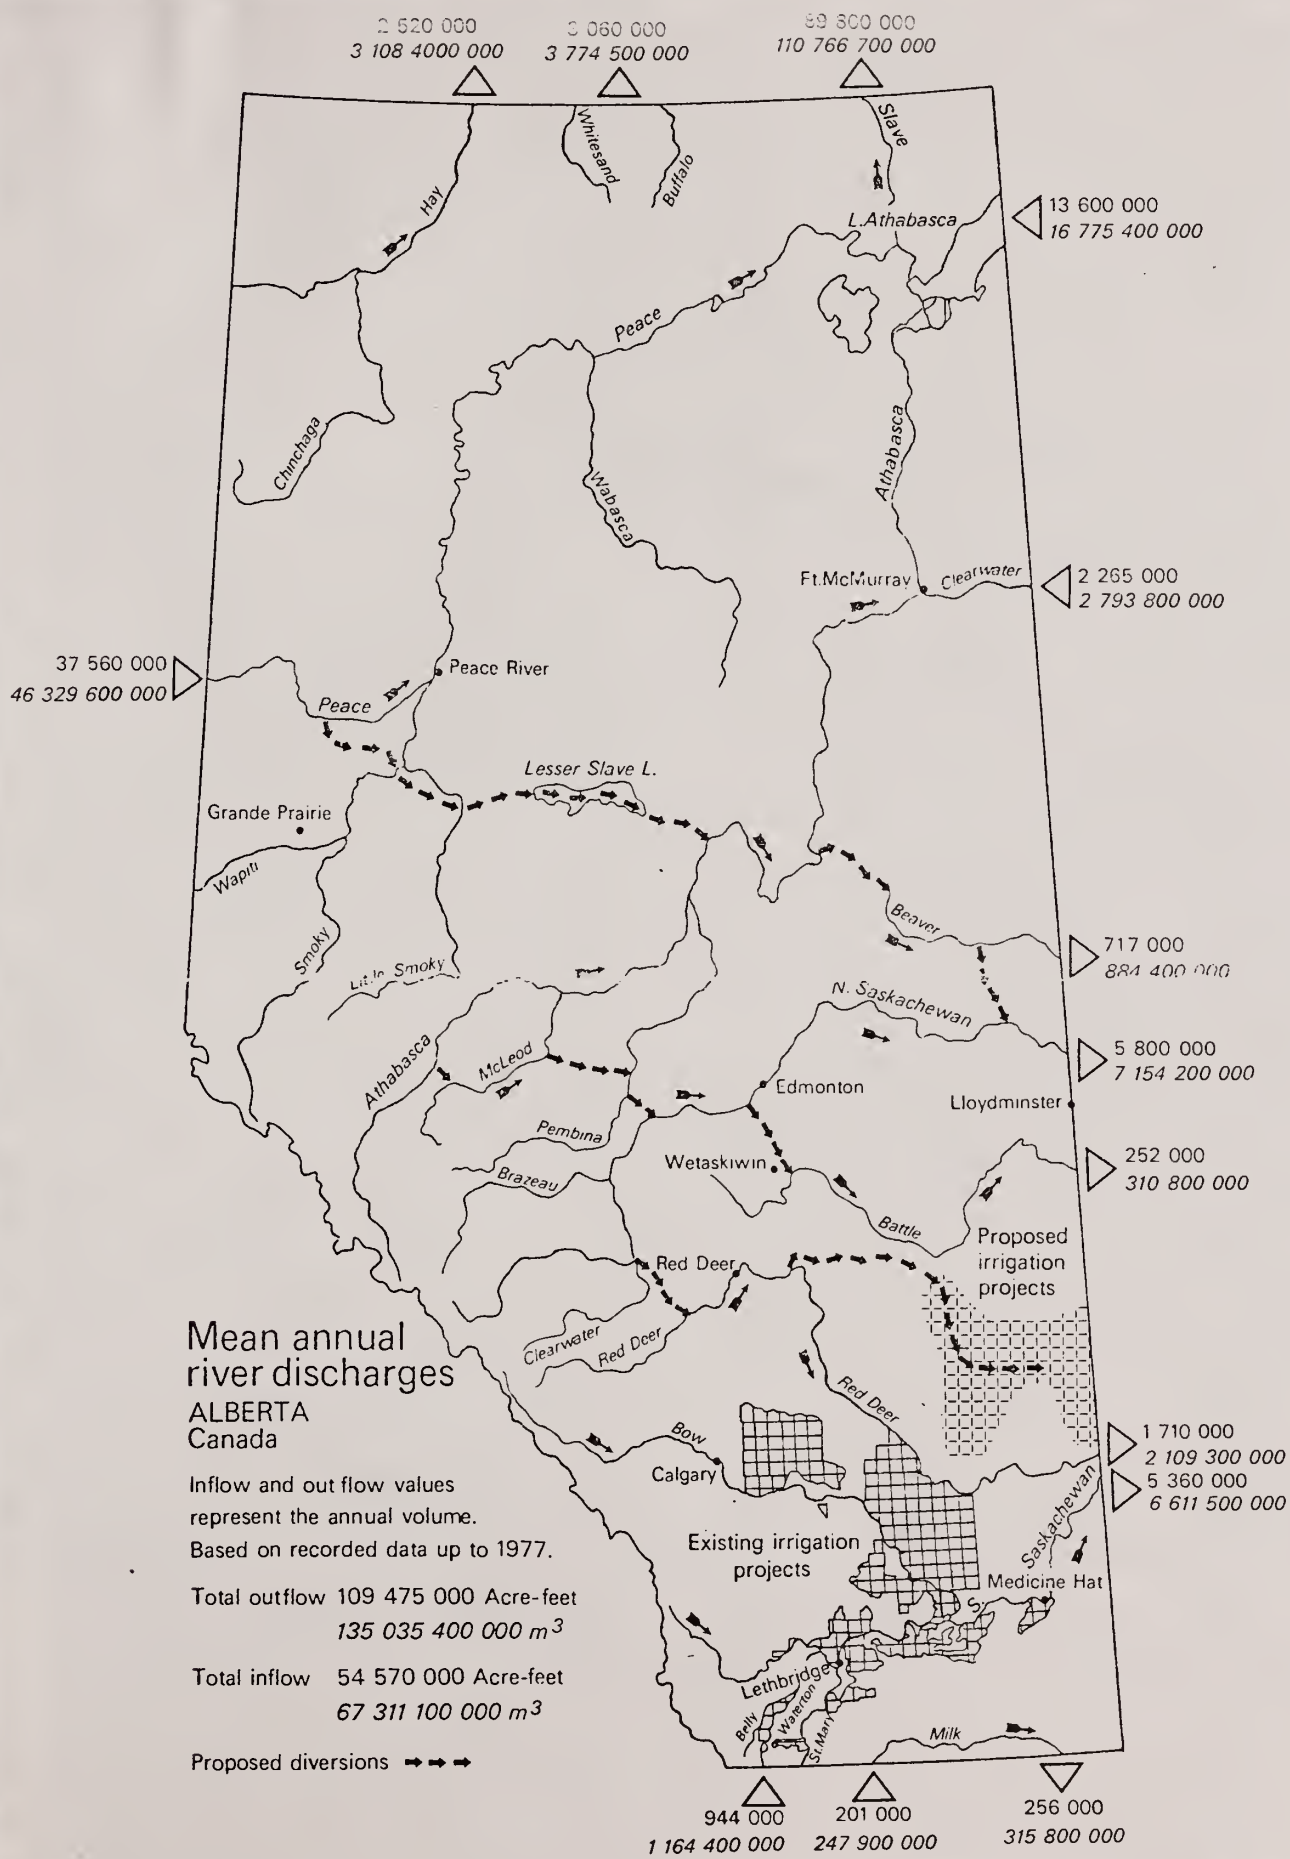 2 520 000
3 108 4000 000
3 060 000
3 774 500 000
89 800 000
110 766 700 000
Hay
Whitesand
Buffalo
Slave
L.Athabasca
13 600 000
16 775 400 000
Peace
Chinchaga
Wabasca
Athabasca
Ft.McMurray
Clearwater
2 265 000
2 793 800 000
37 560 000
46 329 600 000
Peace River
Peace
Lesser Slave L.
Grande Prairie
Wapiti
Smoky
Little Smoky
Beaver
717 000
884 400 000
N. Saskachewan
5 800 000
7 154 200 000
Athabasca
McLeod
Edmonton
Lloydminster
Pembina
Brazeau
Wetaskiwin
252 000
310 800 000
Battle
Proposed
irrigation
projects
Red Deer
Clearwater
Red Deer
Mean annual
river discharges
ALBERTA
Canada
Red Deer
Bow
Calgary
1 710 000
2 109 300 000
5 360 000
6 611 500 000
Inflow and out flow values
represent the annual volume.
Based on recorded data up to 1977.
Existing irrigation
projects
S. Saskachewan
Medicine Hat
Total outflow 109 475 000 Acre-feet
135 035 400 000 m³
Total inflow 54 570 000 Acre-feet
67 311 100 000 m³
Lethbridge
Belly
Waterton
St.Mary
Milk
Proposed diversions
944 000
1 164 400 000
201 000
247 900 000
256 000
315 800 000